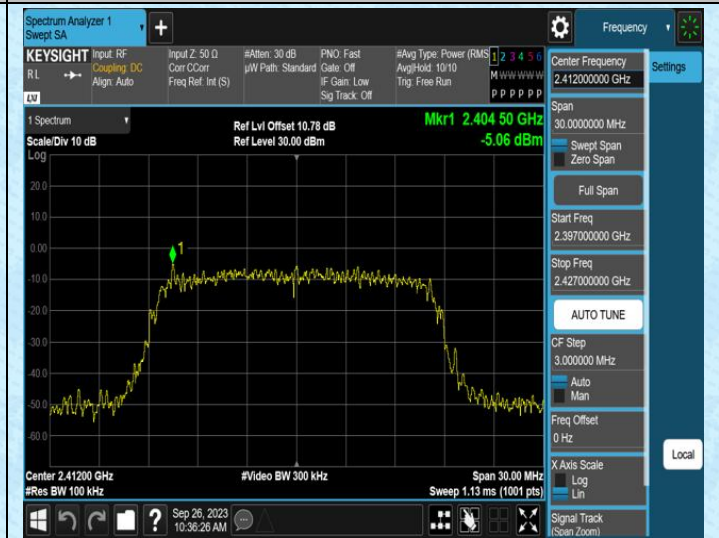 Spectrum Analyzer 1
Swept SA
+
Frequency
KEYSIGHT
RL
LXI
Input: RF
Coupling: DC
Align: Auto
Input Z: 50 Ω
Corr CCorr
Freq Ref: Int (S)
#Atten: 30 dB
µW Path: Standard
PNO: Fast
Gate: Off
IF Gain: Low
Sig Track: Off
#Avg Type: Power (RMS
Avg|Hold: 10/10
Trig: Free Run
1 2 3 4 5 6
M W W W W W
P P P P P P
1 Spectrum
Scale/Div 10 dB
Log
Ref Lvl Offset 10.78 dB
Ref Level 30.00 dBm
Mkr1 2.404 50 GHz
-5.06 dBm
20.0
10.0
0.00
-10.0
-20.0
-30.0
-40.0
-50.0
-60.0
1
Center 2.41200 GHz
#Res BW 100 kHz
#Video BW 300 kHz
Span 30.00 MHz
Sweep 1.13 ms (1001 pts)
?
Sep 26, 2023
10:36:26 AM
Center Frequency
2.412000000 GHz
Span
30.0000000 MHz
Swept Span
Zero Span
Full Span
Start Freq
2.397000000 GHz
Stop Freq
2.427000000 GHz
AUTO TUNE
CF Step
3.000000 MHz
Auto
Man
Freq Offset
0 Hz
X Axis Scale
Log
Lin
Signal Track
(Span Zoom)
Settings
Local